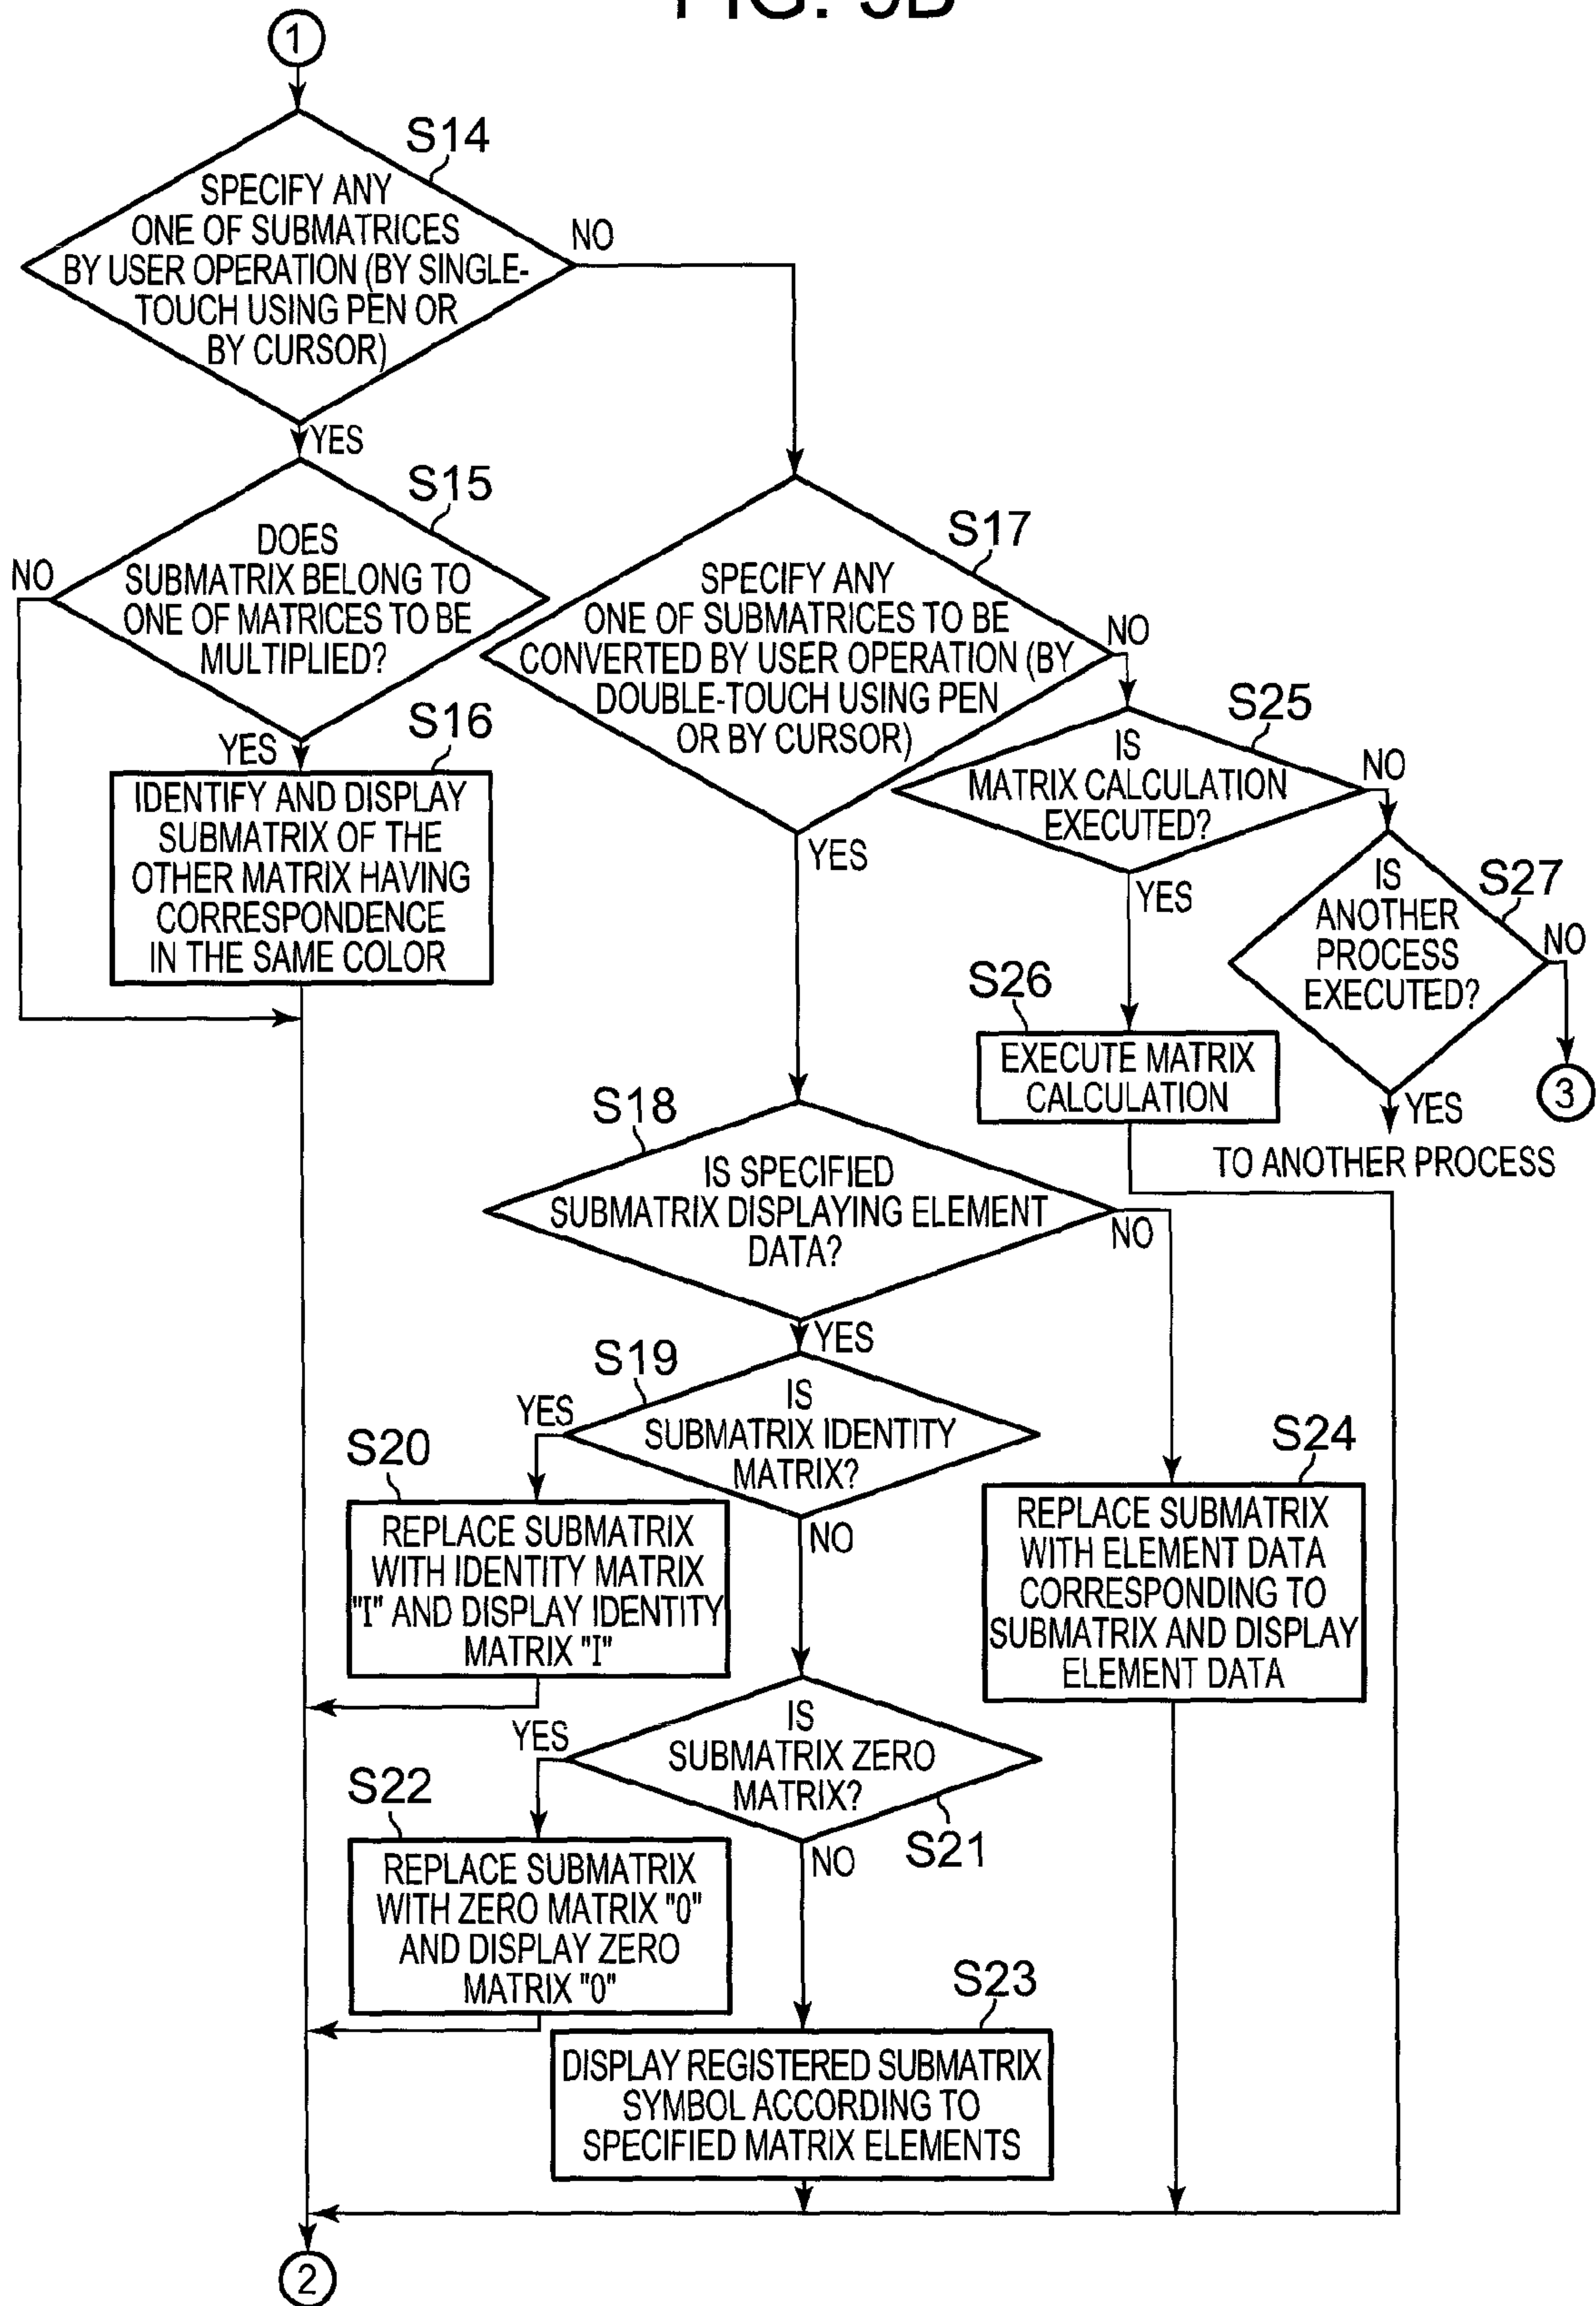 FIG. 5B
1
S14
SPECIFY ANY
ONE OF SUBMATRICES
BY USER OPERATION (BY SINGLE-
TOUCH USING PEN OR
BY CURSOR)
NO
YES
S15
DOES
SUBMATRIX BELONG TO
ONE OF MATRICES TO BE
MULTIPLIED?
NO
YES
S16
IDENTIFY AND DISPLAY
SUBMATRIX OF THE
OTHER MATRIX HAVING
CORRESPONDENCE
IN THE SAME COLOR
S17
SPECIFY ANY
ONE OF SUBMATRICES TO BE
CONVERTED BY USER OPERATION (BY
DOUBLE-TOUCH USING PEN
OR BY CURSOR)
NO
YES
S25
IS
MATRIX CALCULATION
EXECUTED?
NO
YES
S27
IS
ANOTHER
PROCESS
EXECUTED?
NO
3
YES
TO ANOTHER PROCESS
S26
EXECUTE MATRIX
CALCULATION
S18
IS SPECIFIED
SUBMATRIX DISPLAYING ELEMENT
DATA?
NO
YES
S19
IS
SUBMATRIX IDENTITY
MATRIX?
YES
NO
S20
REPLACE SUBMATRIX
WITH IDENTITY MATRIX
"I" AND DISPLAY IDENTITY
MATRIX "I"
S24
REPLACE SUBMATRIX
WITH ELEMENT DATA
CORRESPONDING TO
SUBMATRIX AND DISPLAY
ELEMENT DATA
IS
SUBMATRIX ZERO
MATRIX?
S21
YES
NO
S22
REPLACE SUBMATRIX
WITH ZERO MATRIX "0"
AND DISPLAY ZERO
MATRIX "0"
S23
DISPLAY REGISTERED SUBMATRIX
SYMBOL ACCORDING TO
SPECIFIED MATRIX ELEMENTS
2